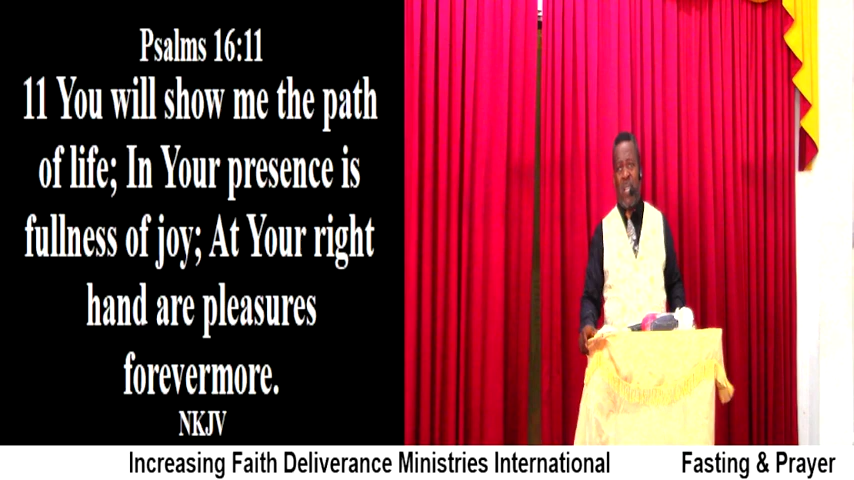 Psalms 16:11
11 You will show me the path
of life; In Your presence is
fullness of joy; At Your right
hand are pleasures
forevermore.
NKJV
Increasing Faith Deliverance Ministries International Fasting & Prayer